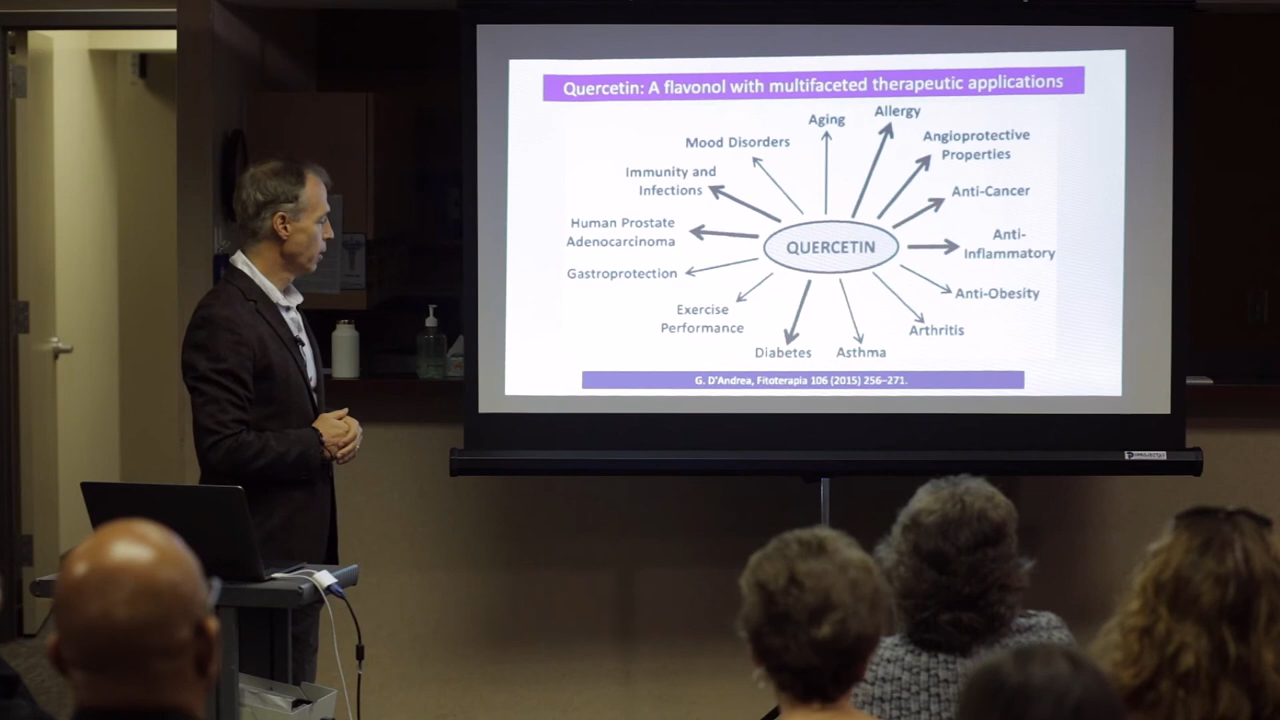 Quercetin: A flavonol with multifaceted therapeutic applications
Aging
Allergy
Mood Disorders
Angioprotective
Properties
Immunity and
Infections
Anti-Cancer
Human Prostate
Adenocarcinoma
QUERCETIN
Anti-
Inflammatory
Gastroprotection
Anti-Obesity
Exercise
Performance
Arthritis
Diabetes
Asthma
G. D'Andrea, Fitoterapia 106 (2015) 256–271.